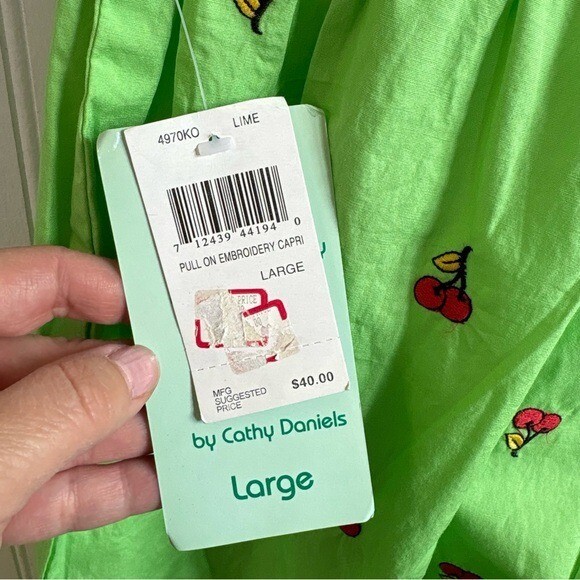 4970KO LIME
7 12439 44194 0
PULL ON EMBROIDERY CAPRI
LARGE
PRICE
MFG
SUGGESTED
PRICE
$40.00
by Cathy Daniels
Large